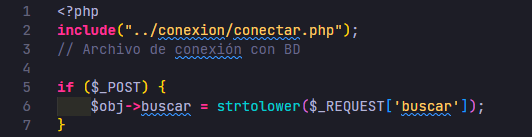 1 <?php
2 include("../conexion/conectar.php");
3 // Archivo de conexión con BD
4
5 if ($_POST) {
6 $obj->buscar = strtolower($_REQUEST['buscar']);
7 }